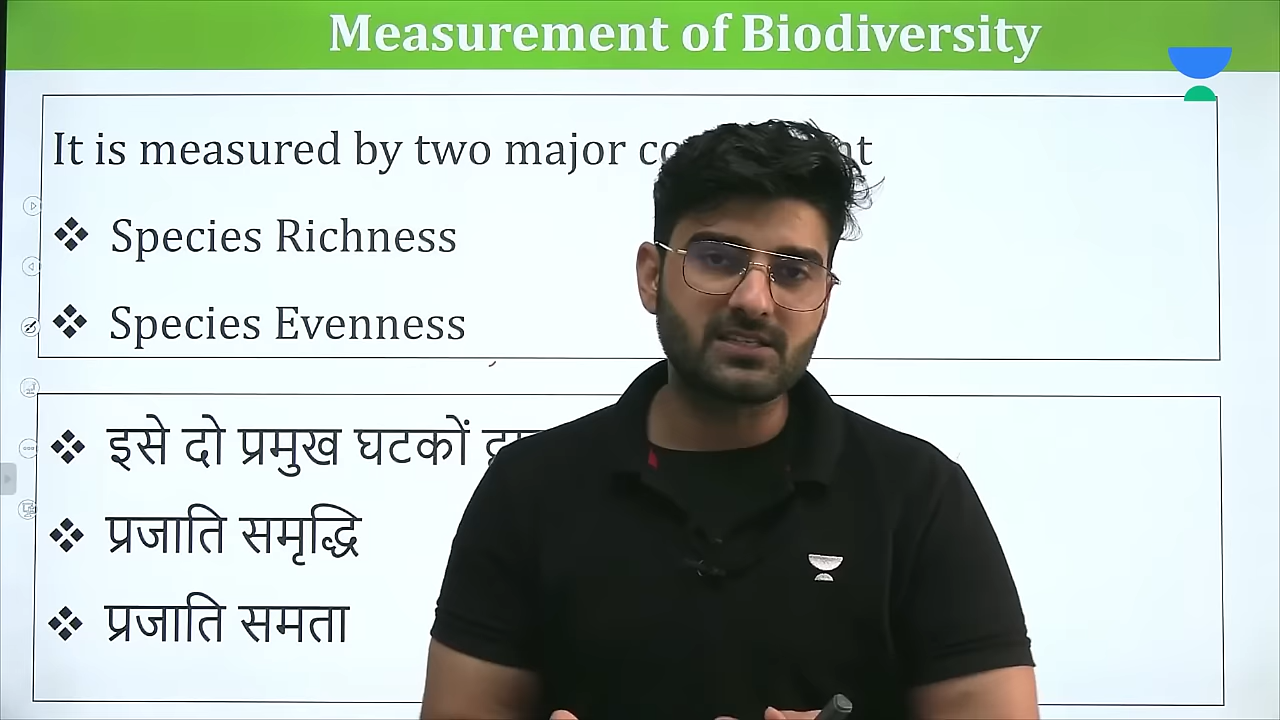 Measurement of Biodiversity
It is measured by two major
❖ Species Richness
❖ Species Evenness
❖ इसे दो प्रमुख घटकों
❖ प्रजाति समृद्धि
❖ प्रजाति समता